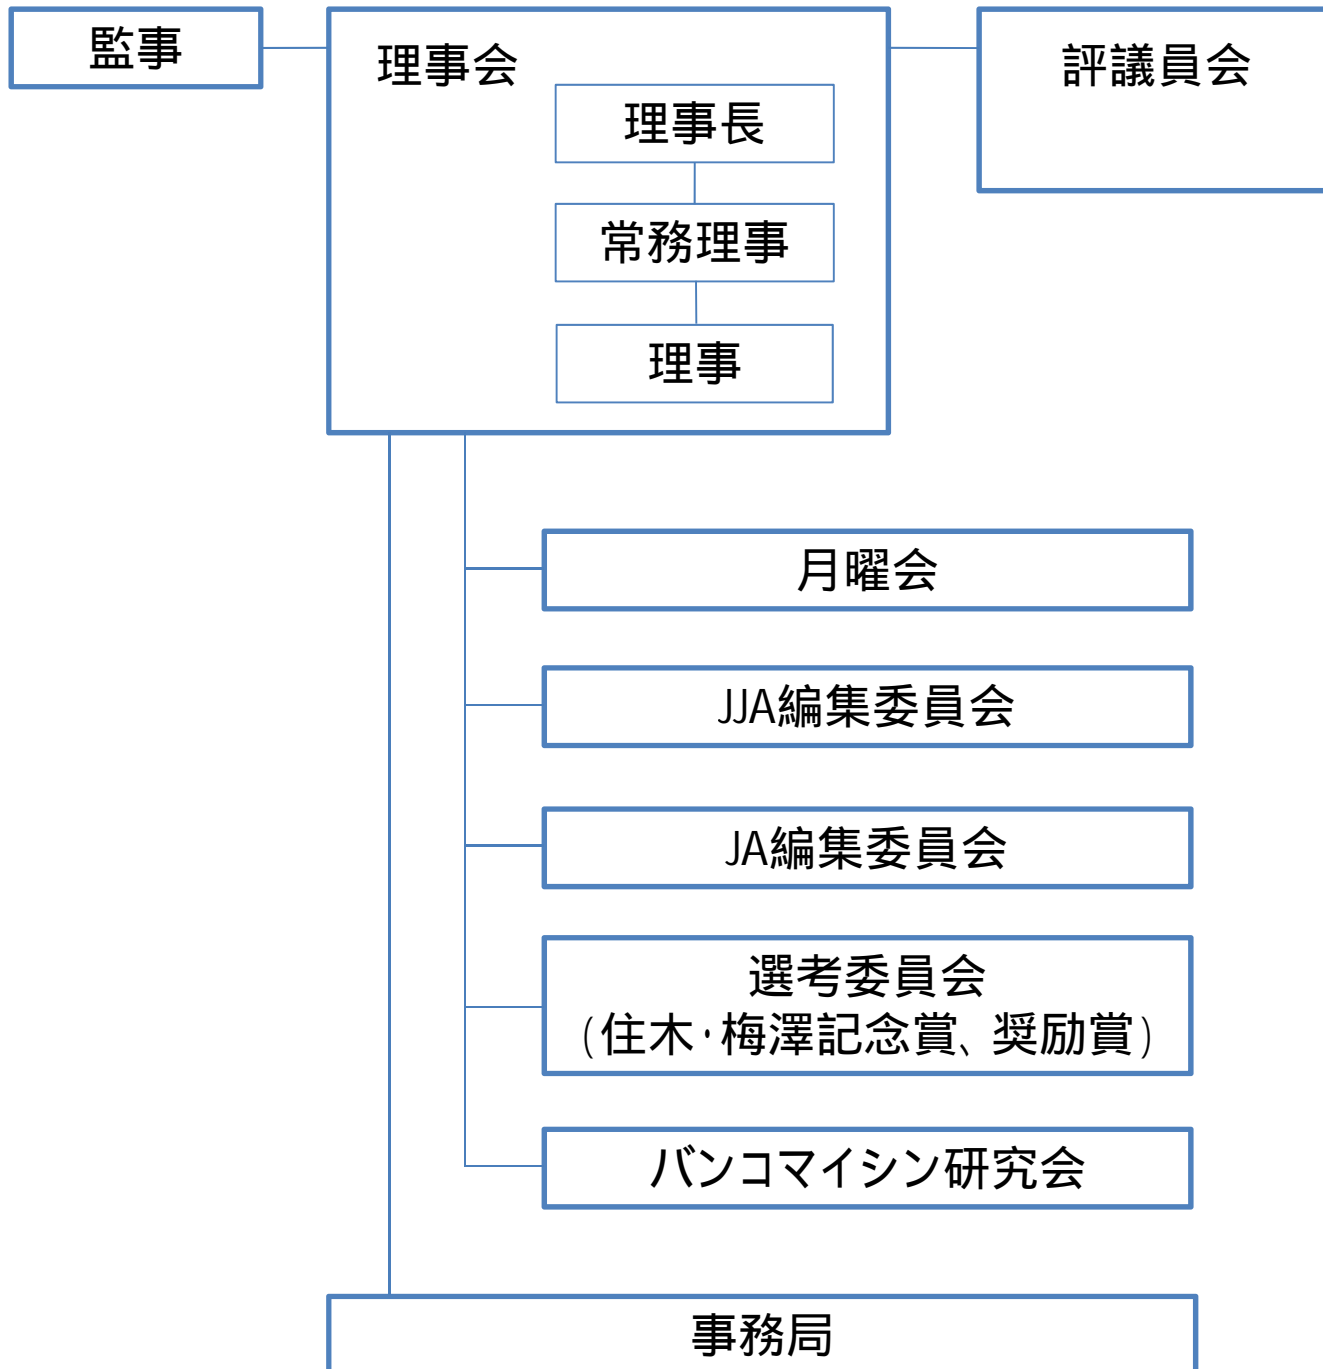 監事
理事会
評議員会
理事長
常務理事
理事
月曜会
JJA編集委員会
JA編集委員会
選考委員会
(住木・梅澤記念賞、奨励賞)
バンコマイシン研究会
事務局